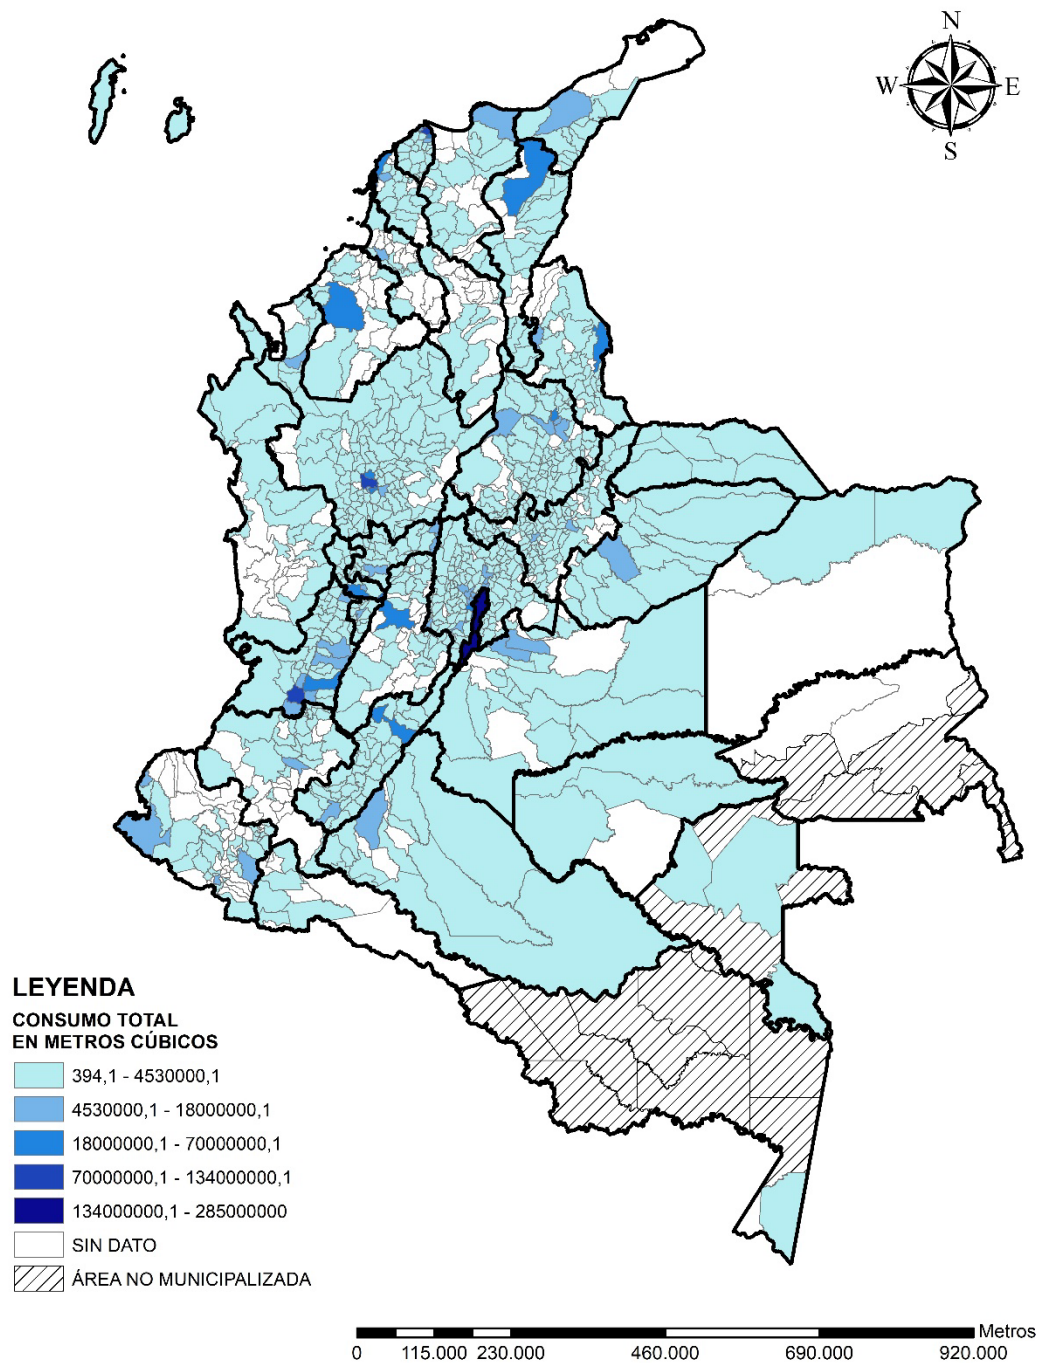 N
W E
S
LEYENDA
CONSUMO TOTAL
EN METROS CÚBICOS
394,1 - 4530000,1
4530000,1 - 18000000,1
18000000,1 - 70000000,1
70000000,1 - 134000000,1
134000000,1 - 285000000
SIN DATO
ÁREA NO MUNICIPALIZADA
Metros
0 115.000 230.000 460.000 690.000 920.000